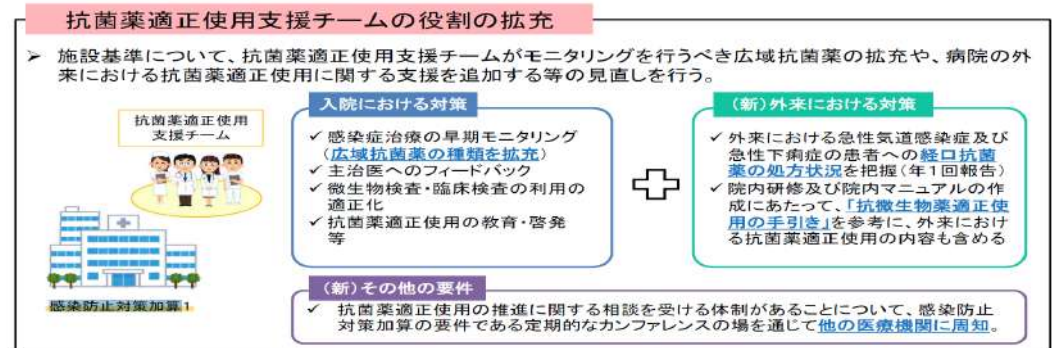 抗菌薬適正使用支援チームの役割の拡充
➢ 施設基準について、抗菌薬適正使用支援チームがモニタリングを行うべき広域抗菌薬の拡充や、病院の外
来における抗菌薬適正使用に関する支援を追加する等の見直しを行う。
抗菌薬適正使用
支援チーム
感染防止対策加算1
入院における対策
✓ 感染症治療の早期モニタリング
（広域抗菌薬の種類を拡充）
✓ 主治医へのフィードバック
✓ 微生物検査・臨床検査の利用の
適正化
✓ 抗菌薬適正使用の教育・啓発
等
（新）外来における対策
✓ 外来における急性気道感染症及び
急性下痢症の患者への経口抗菌
薬の処方状況を把握（年1回報告）
✓ 院内研修及び院内マニュアルの作
成にあたって、「抗微生物薬適正使
用の手引き」を参考に、外来におけ
る抗菌薬適正使用の内容も含める
（新）その他の要件
✓ 抗菌薬適正使用の推進に関する相談を受ける体制があることについて、感染防止
対策加算の要件である定期的なカンファレンスの場を通じて他の医療機関に周知。